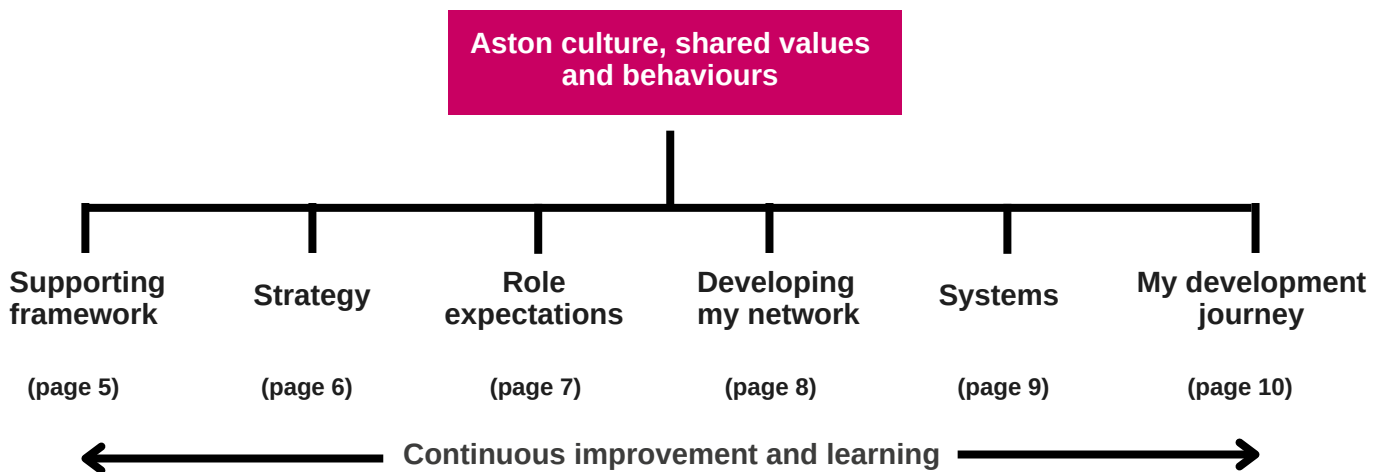 Aston culture, shared values
and behaviours
Supporting
framework
(page 5)
Strategy
(page 6)
Role
expectations
(page 7)
Developing
my network
(page 8)
Systems
(page 9)
My development
journey
(page 10)
Continuous improvement and learning